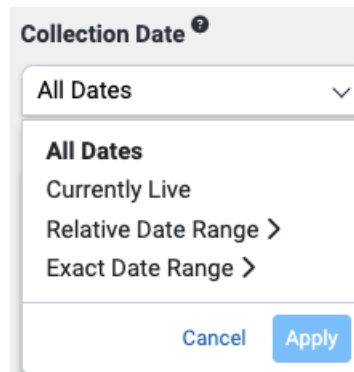 Collection Date ?
All Dates
All Dates
Currently Live
Relative Date Range >
Exact Date Range >
Cancel Apply